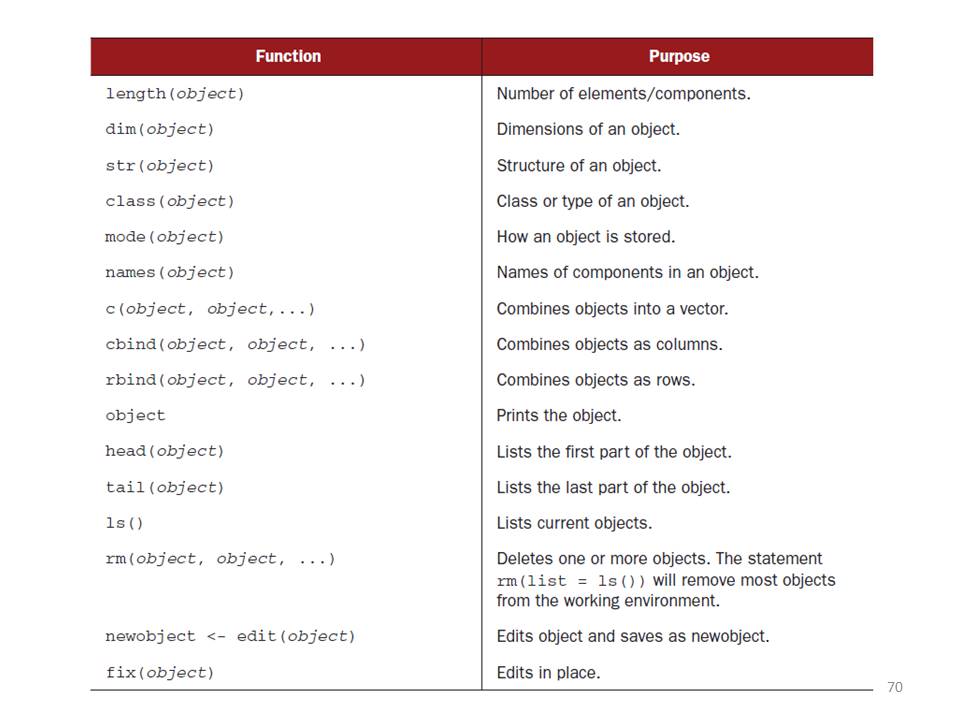 Function Purpose
length(object) Number of elements/components.
dim(object) Dimensions of an object.
str(object) Structure of an object.
class(object) Class or type of an object.
mode(object) How an object is stored.
names(object) Names of components in an object.
c(object, object,...) Combines objects into a vector.
cbind(object, object, ...) Combines objects as columns.
rbind(object, object, ...) Combines objects as rows.
object Prints the object.
head(object) Lists the first part of the object.
tail(object) Lists the last part of the object.
ls() Lists current objects.
rm(object, object, ...) Deletes one or more objects. The statement
rm(list = ls()) will remove most objects
from the working environment.
newobject <- edit(object) Edits object and saves as newobject.
fix(object) Edits in place.
70